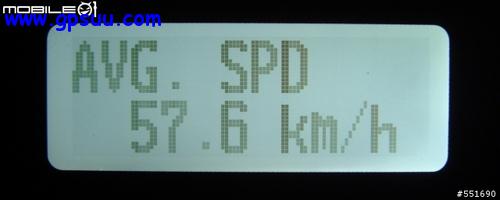 MOBILE01
www.gpsuu.com
AVG. SPD
57.6 km/h
#551690